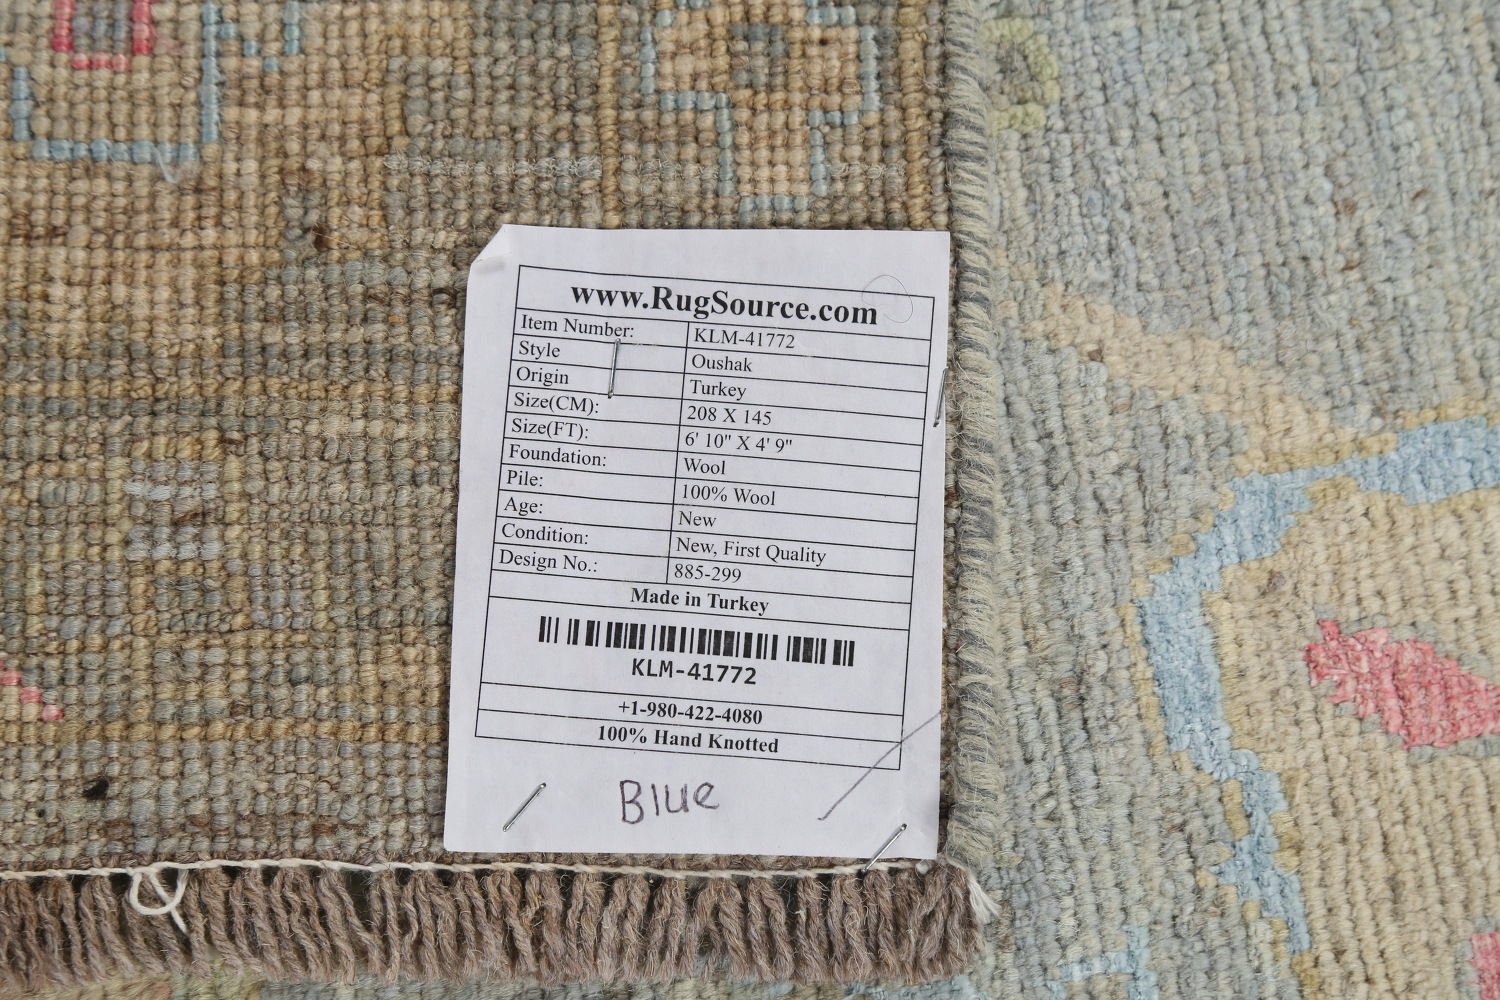 www.RugSource.com
Item Number: KLM-41772
Style Oushak
Origin Turkey
Size(CM): 208 X 145
Size(FT): 6' 10" X 4' 9"
Foundation: Wool
Pile: 100% Wool
Age: New
Condition: New, First Quality
Design No.: 885-299
Made in Turkey
KLM-41772
+1-980-422-4080
100% Hand Knotted
Blue